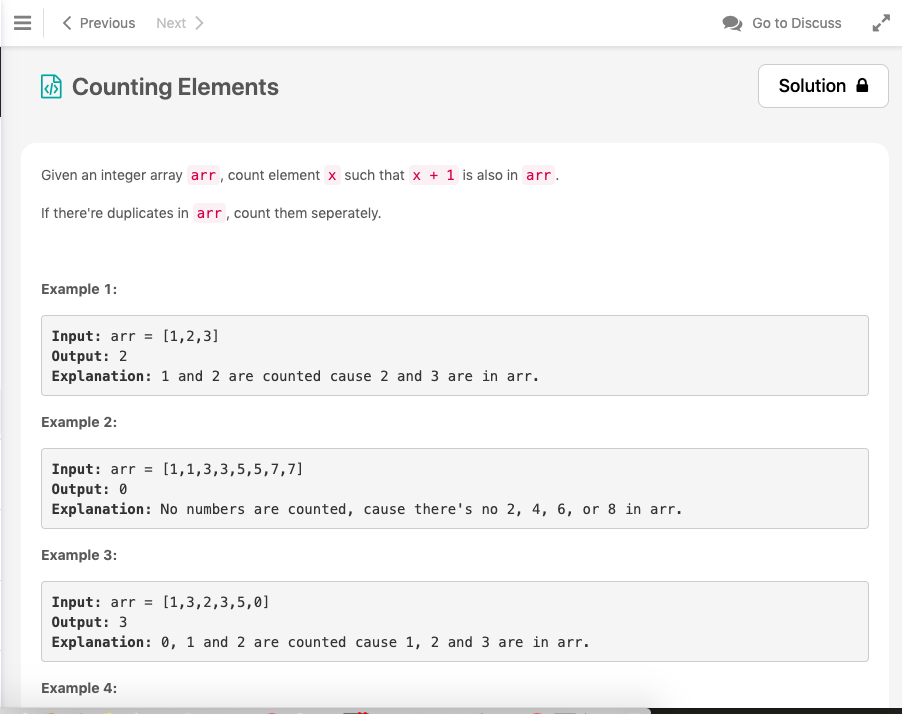 Previous Next Go to Discuss
Counting Elements
Solution
Given an integer array arr, count element x such that x + 1 is also in arr.
If there're duplicates in arr, count them seperately.
Example 1:
Input: arr = [1,2,3]
Output: 2
Explanation: 1 and 2 are counted cause 2 and 3 are in arr.
Example 2:
Input: arr = [1,1,3,3,5,5,7,7]
Output: 0
Explanation: No numbers are counted, cause there's no 2, 4, 6, or 8 in arr.
Example 3:
Input: arr = [1,3,2,3,5,0]
Output: 3
Explanation: 0, 1 and 2 are counted cause 1, 2 and 3 are in arr.
Example 4: